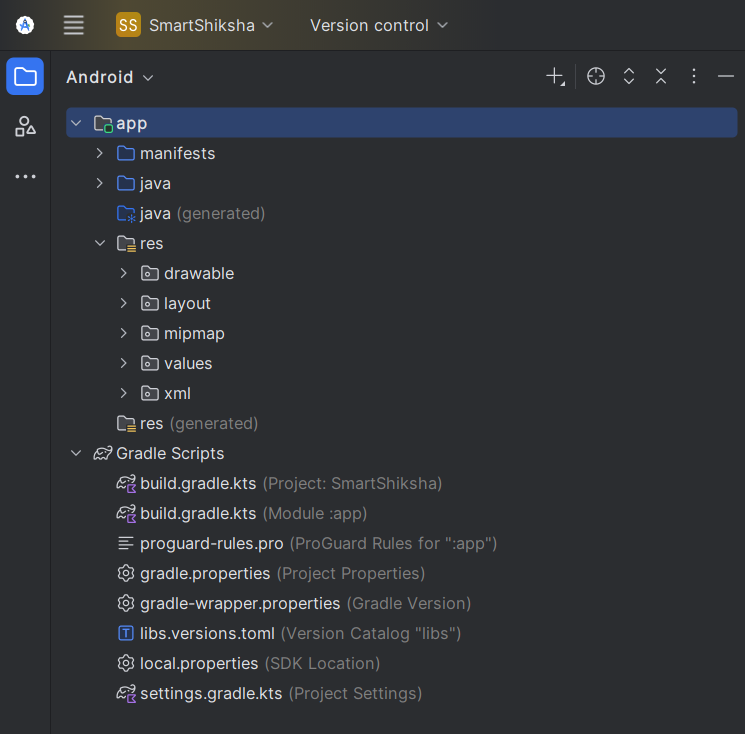 SS SmartShiksha Version control
Android
app
manifests
java
java (generated)
res
drawable
layout
mipmap
values
xml
res (generated)
Gradle Scripts
build.gradle.kts (Project: SmartShiksha)
build.gradle.kts (Module :app)
proguard-rules.pro (ProGuard Rules for ":app")
gradle.properties (Project Properties)
gradle-wrapper.properties (Gradle Version)
libs.versions.toml (Version Catalog "libs")
local.properties (SDK Location)
settings.gradle.kts (Project Settings)